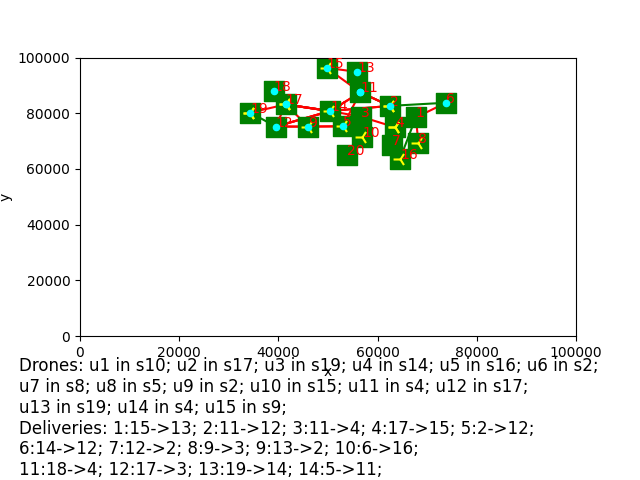 100000
80000
60000
40000
20000
0
y
0 20000 40000 60000 80000 100000
x
Drones: u1 in s10; u2 in s17; u3 in s19; u4 in s14; u5 in s16; u6 in s2;
u7 in s8; u8 in s5; u9 in s2; u10 in s15; u11 in s4; u12 in s17;
u13 in s19; u14 in s4; u15 in s9;
Deliveries: 1:15->13; 2:11->12; 3:11->4; 4:17->15; 5:2->12;
6:14->12; 7:12->2; 8:9->3; 9:13->2; 10:6->16;
11:18->4; 12:17->3; 13:19->14; 14:5->11;